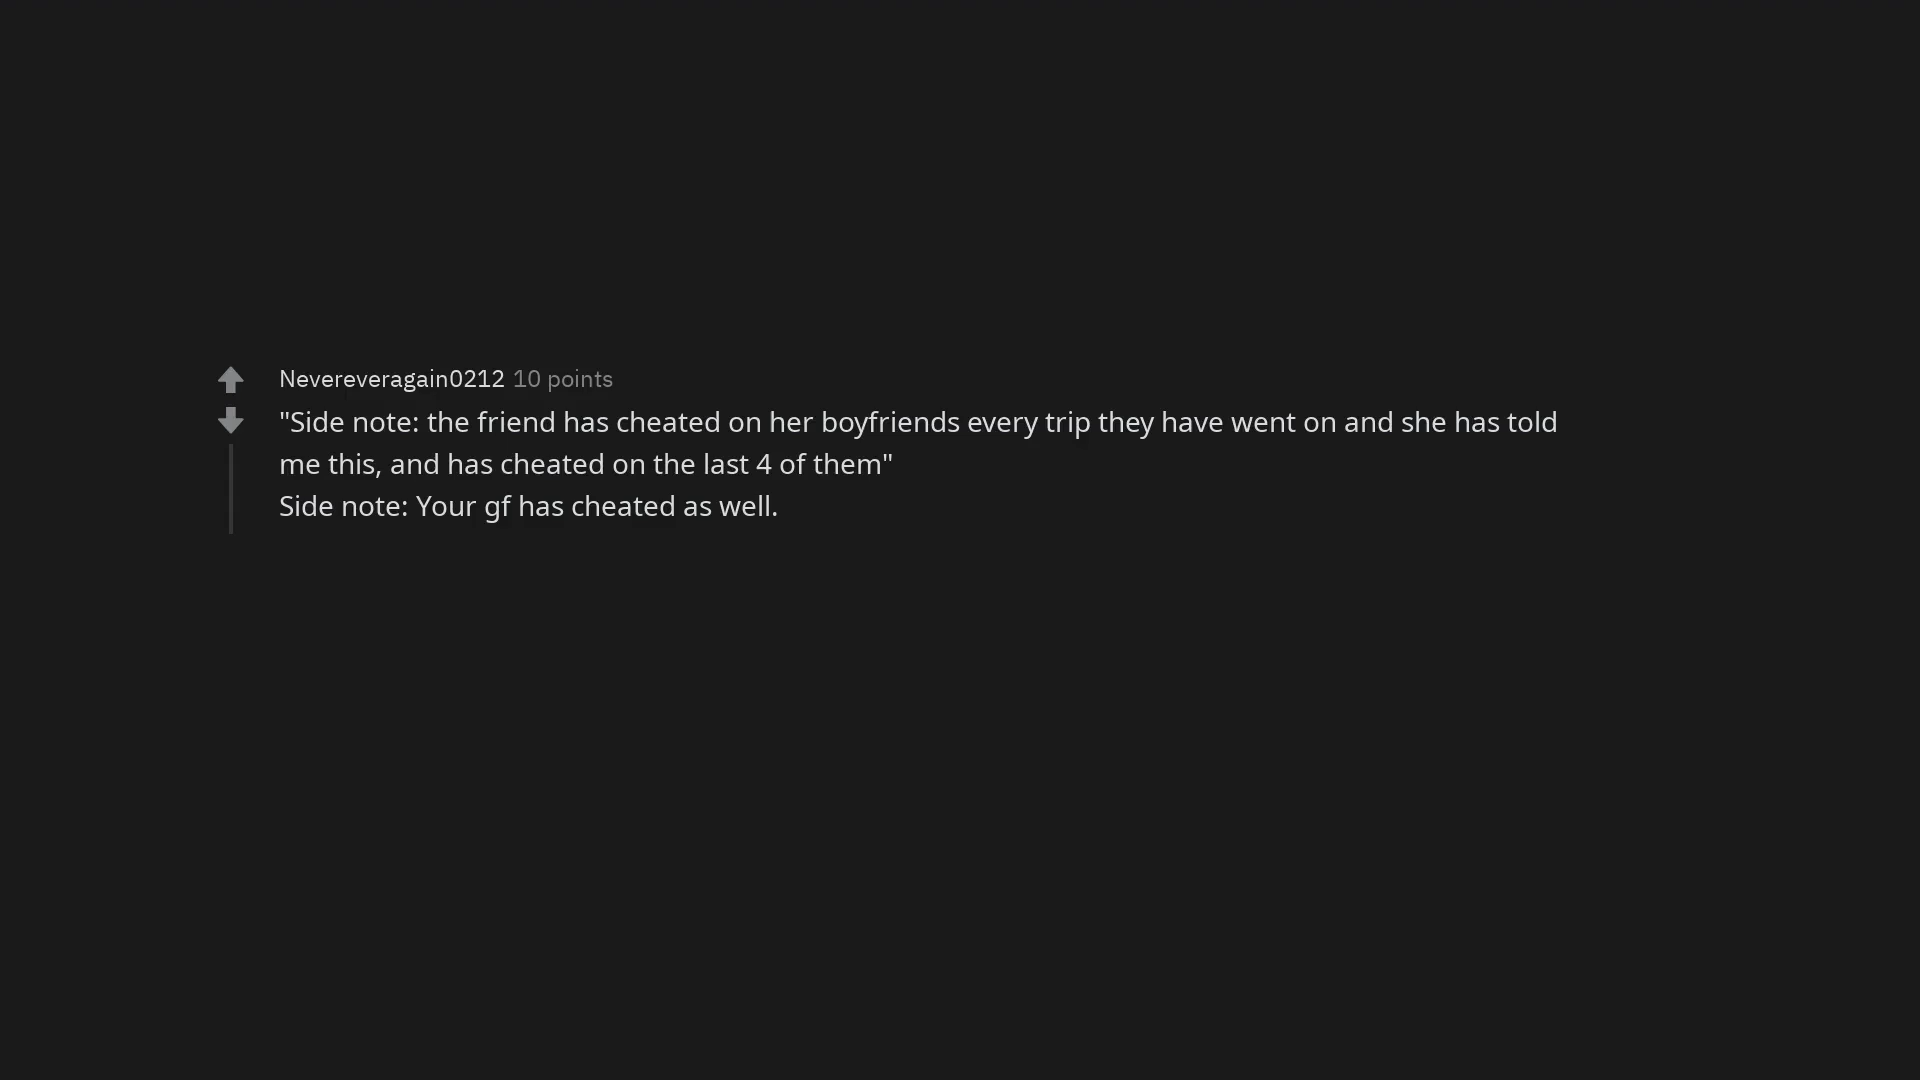 Nevereveragain0212 10 points
"Side note: the friend has cheated on her boyfriends every trip they have went on and she has told
me this, and has cheated on the last 4 of them"
Side note: Your gf has cheated as well.